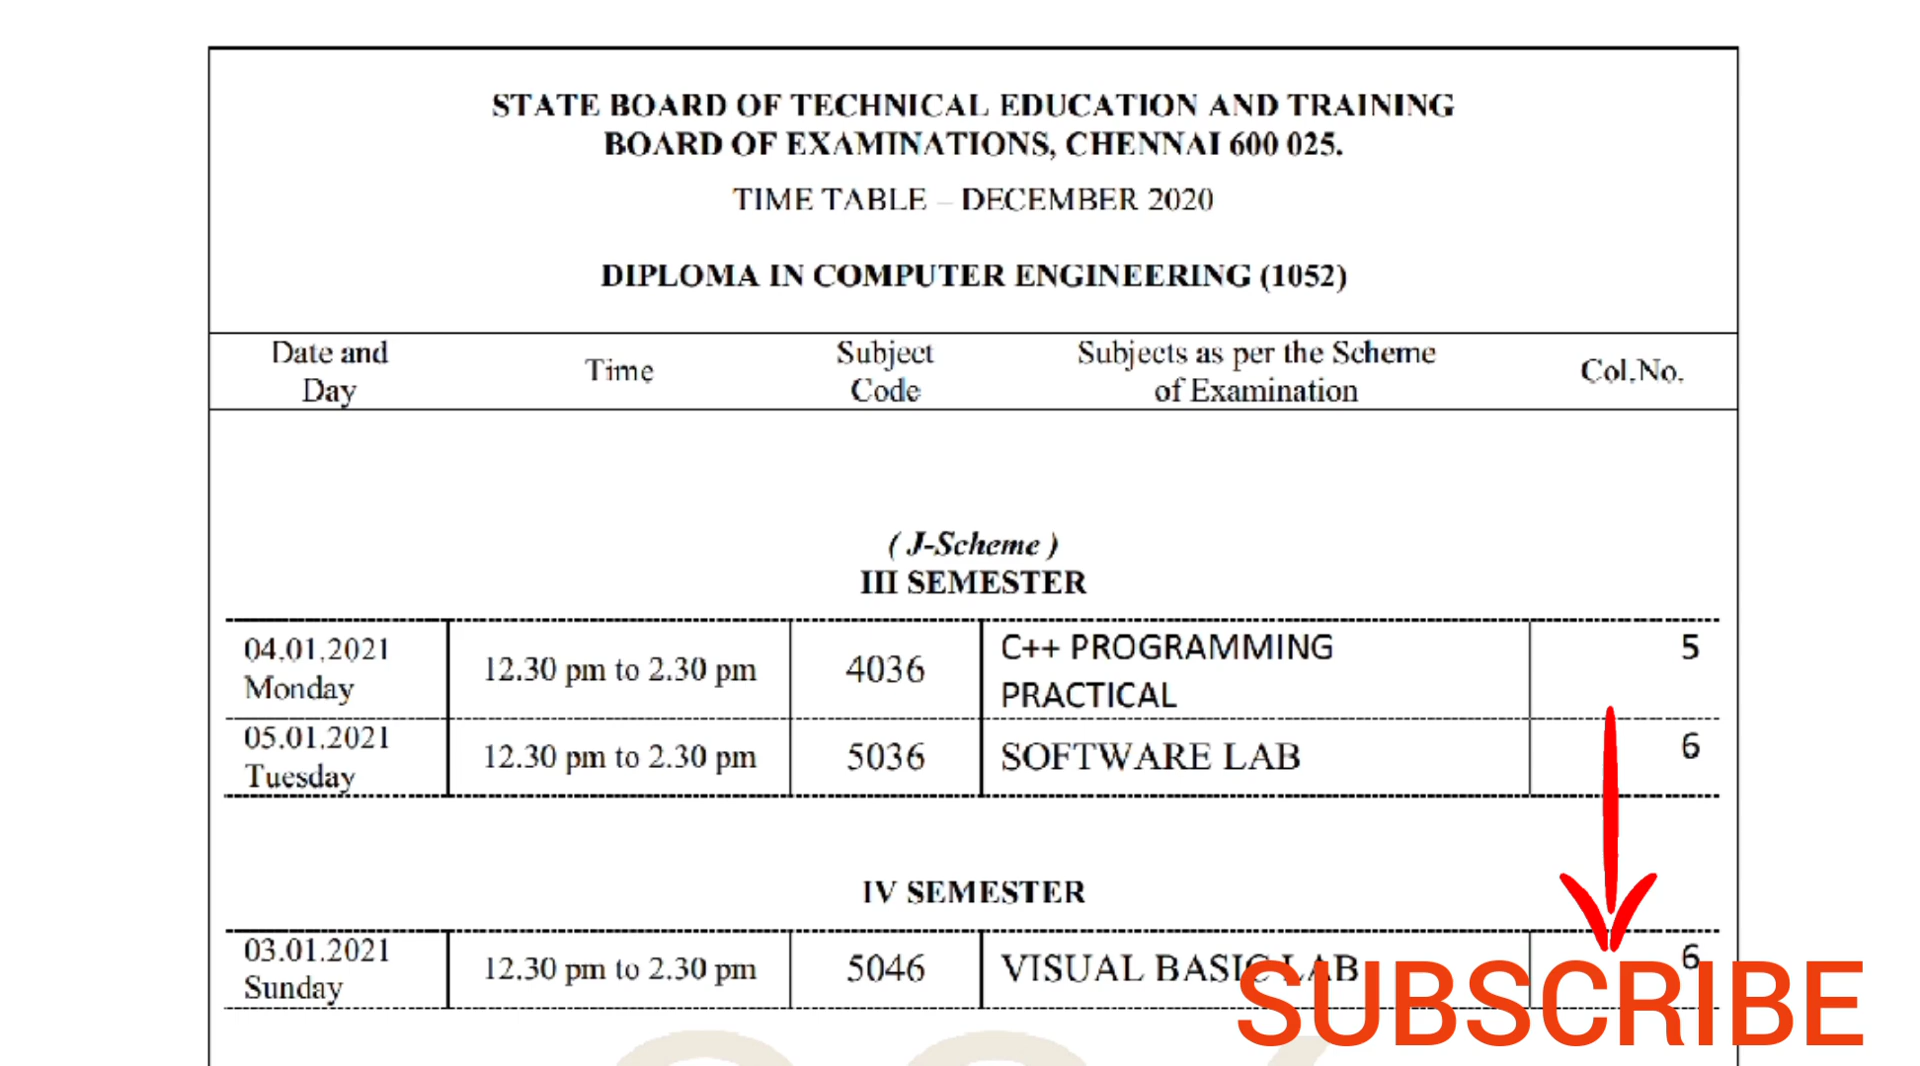 STATE BOARD OF TECHNICAL EDUCATION AND TRAINING
BOARD OF EXAMINATIONS, CHENNAI 600 025.
TIME TABLE – DECEMBER 2020
DIPLOMA IN COMPUTER ENGINEERING (1052)
Date and Day Time Subject Code Subjects as per the Scheme of Examination Col.No.
( J-Scheme )
III SEMESTER
04.01.2021 Monday 12.30 pm to 2.30 pm 4036 C++ PROGRAMMING PRACTICAL 5
05.01.2021 Tuesday 12.30 pm to 2.30 pm 5036 SOFTWARE LAB 6
IV SEMESTER
03.01.2021 Sunday 12.30 pm to 2.30 pm 5046 VISUAL BASIC LAB 6
SUBSCRIBE